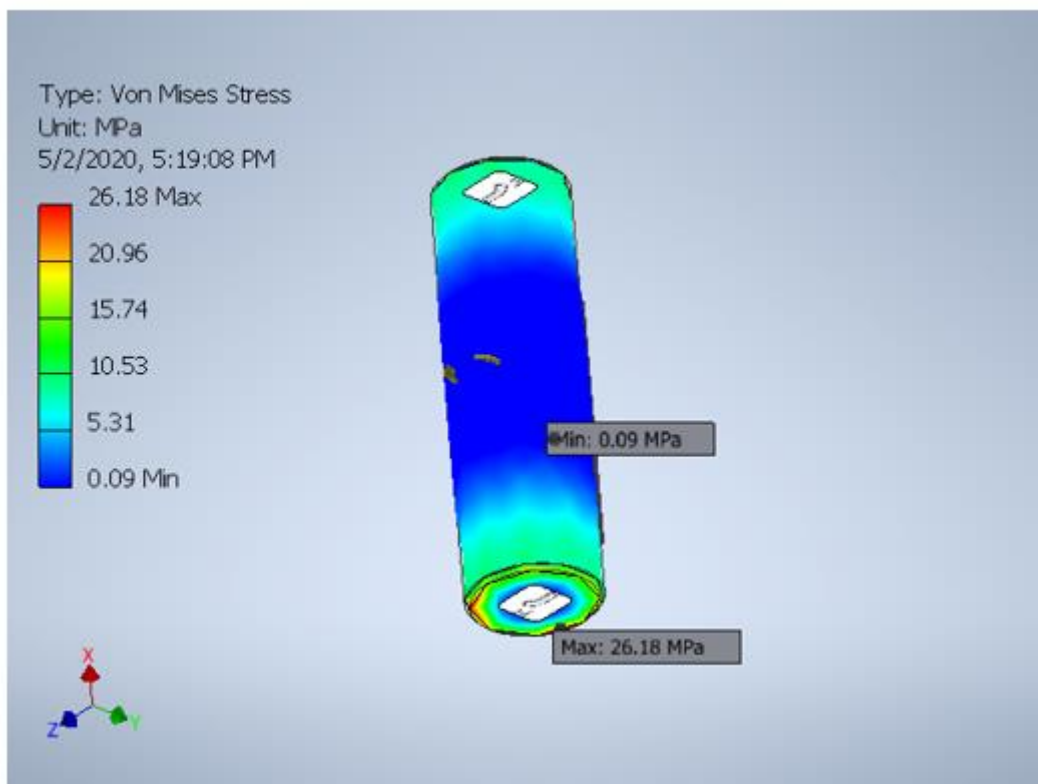 Type: Von Mises Stress
Unit: MPa
5/2/2020, 5:19:08 PM
26.18 Max
20.96
15.74
10.53
5.31
0.09 Min
Min: 0.09 MPa
Max: 26.18 MPa
X
Z
Y